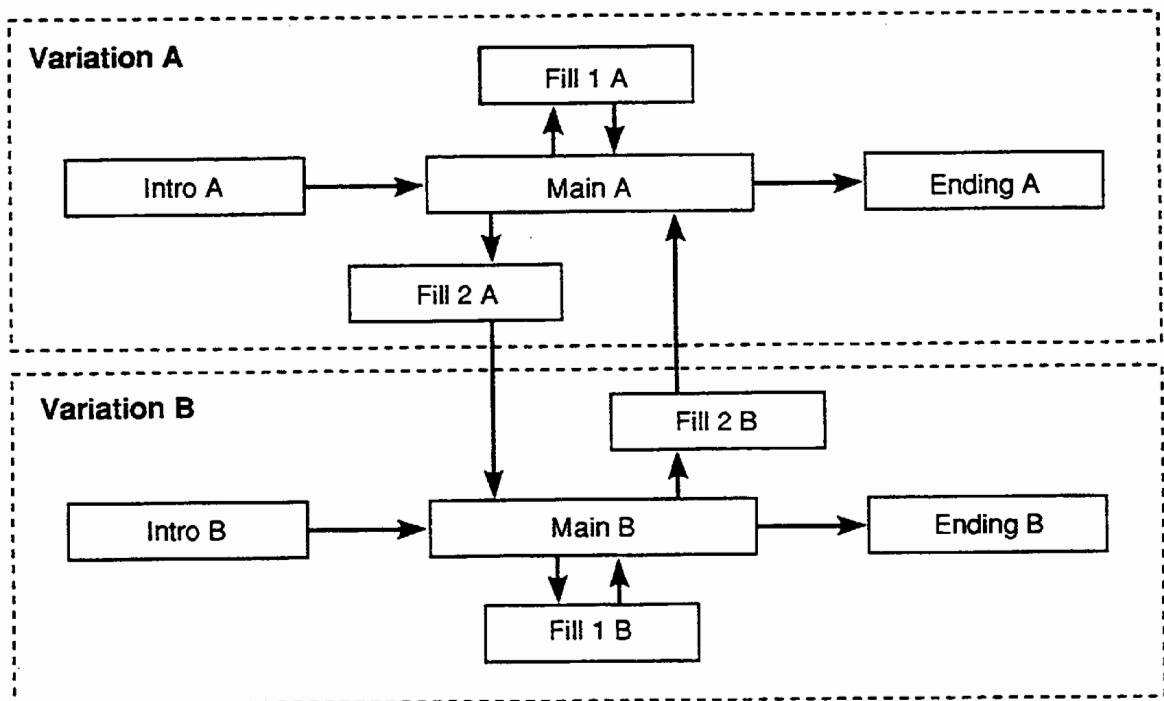 Variation A
Fill 1 A
Intro A
Main A
Ending A
Fill 2 A
Variation B
Fill 2 B
Intro B
Main B
Ending B
Fill 1 B